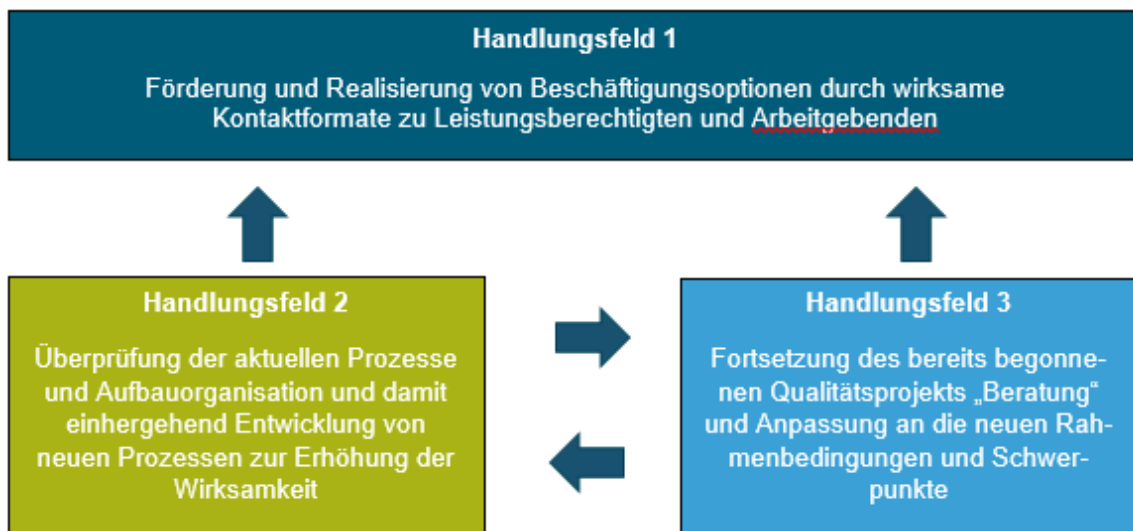 Handlungsfeld 1
Förderung und Realisierung von Beschäftigungsoptionen durch wirksame
Kontaktformate zu Leistungsberechtigten und Arbeitgebenden
Handlungsfeld 2
Überprüfung der aktuellen Prozesse
und Aufbauorganisation und damit
einhergehend Entwicklung von
neuen Prozessen zur Erhöhung der
Wirksamkeit
Handlungsfeld 3
Fortsetzung des bereits begonne-
nen Qualitätsprojekts „Beratung“
und Anpassung an die neuen Rah-
menbedingungen und Schwer-
punkte